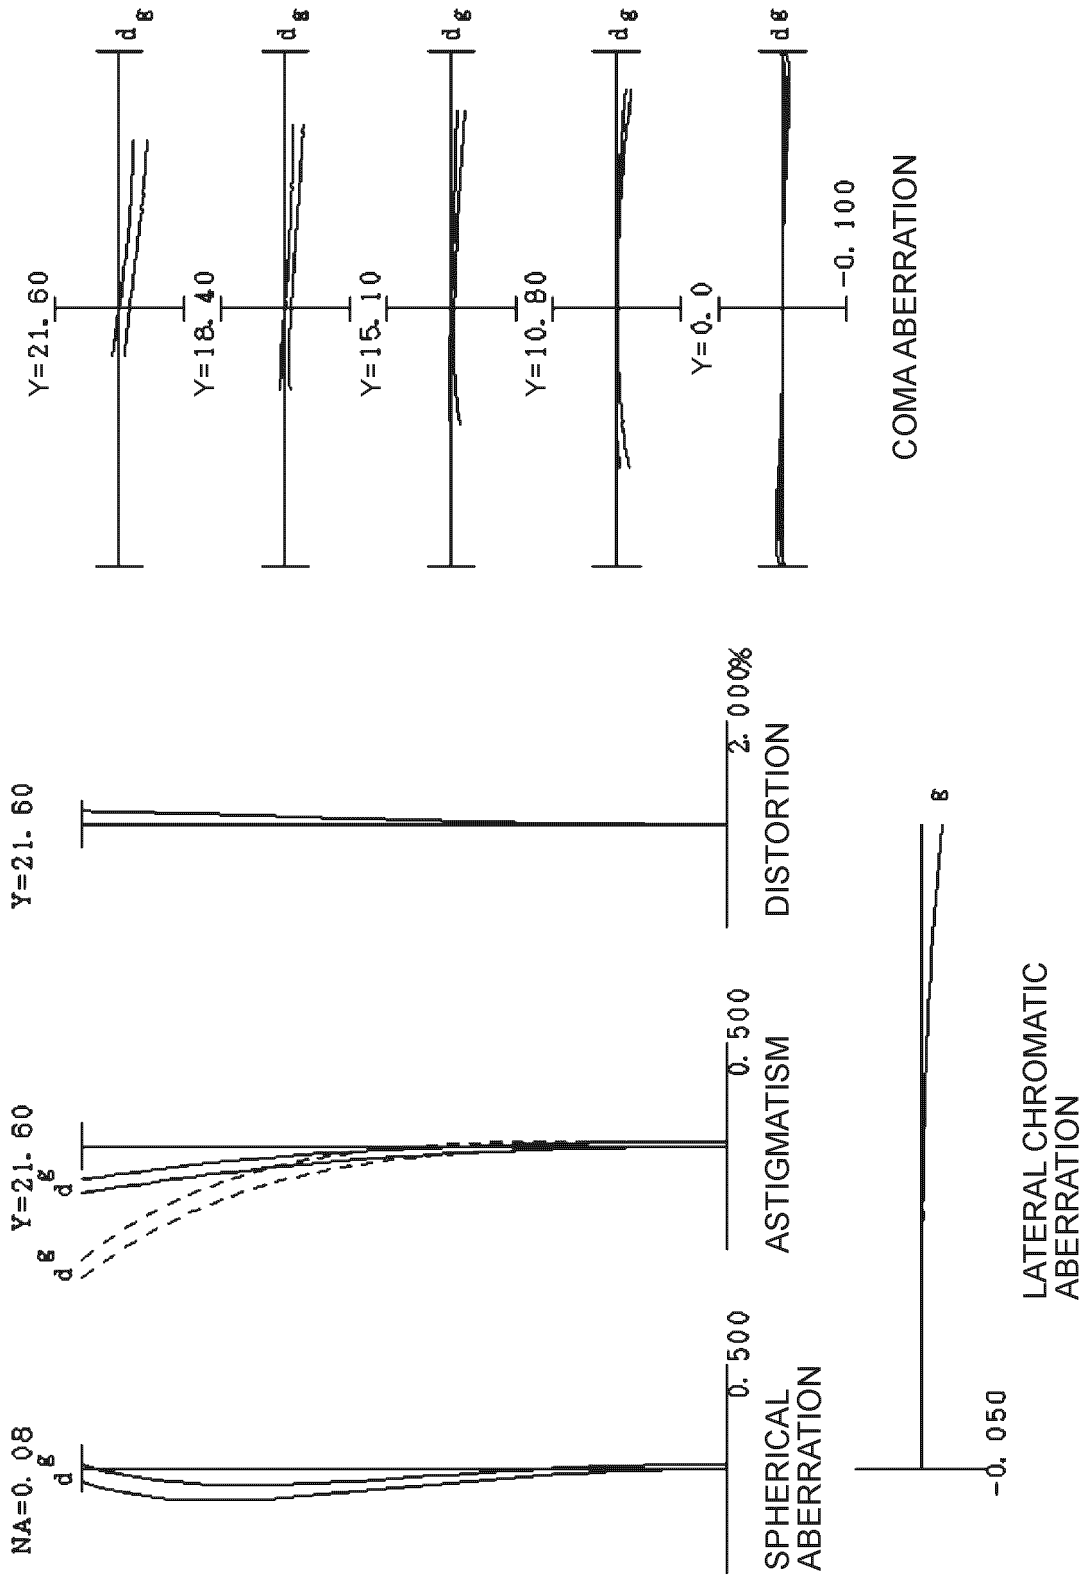 NA=0.08
d g
0.500
SPHERICAL
ABERRATION
Y=21.60
d g
d g
0.500
ASTIGMATISM
Y=21.60
2.000%
DISTORTION
g
-0.050
LATERAL CHROMATIC
ABERRATION
Y=21.60
d g
Y=18.40
d g
Y=15.10
d g
Y=10.80
d g
Y=0.0
d g
-0.100
COMA ABERRATION